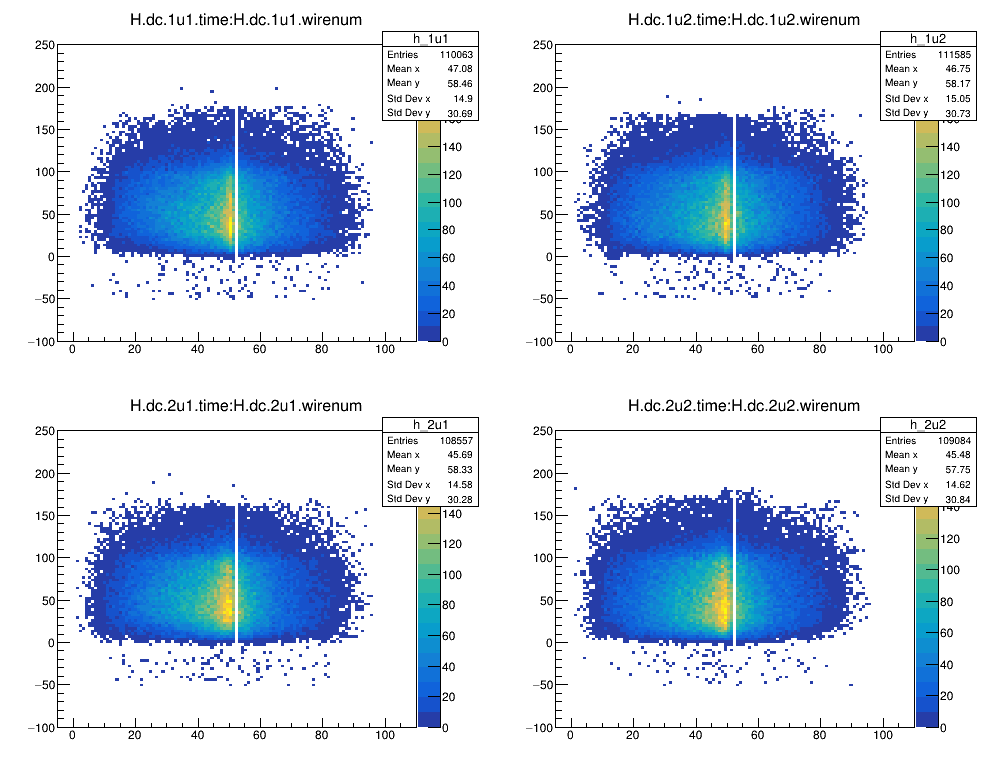 H.dc.1u1.time:H.dc.1u1.wirenum
h_1u1
Entries 110063
Mean x 47.08
Mean y 58.46
Std Dev x 14.9
Std Dev y 30.69
250
200
150
100
50
0
−50
−100
0 20 40 60 80 100
140
120
100
80
60
40
20
0
H.dc.1u2.time:H.dc.1u2.wirenum
h_1u2
Entries 111585
Mean x 46.75
Mean y 58.17
Std Dev x 15.05
Std Dev y 30.73
250
200
150
100
50
0
−50
−100
0 20 40 60 80 100
140
120
100
80
60
40
20
0
H.dc.2u1.time:H.dc.2u1.wirenum
h_2u1
Entries 108557
Mean x 45.69
Mean y 58.33
Std Dev x 14.58
Std Dev y 30.28
250
200
150
100
50
0
−50
−100
0 20 40 60 80 100
140
120
100
80
60
40
20
0
H.dc.2u2.time:H.dc.2u2.wirenum
h_2u2
Entries 109084
Mean x 45.48
Mean y 57.75
Std Dev x 14.62
Std Dev y 30.84
250
200
150
100
50
0
−50
−100
0 20 40 60 80 100
140
120
100
80
60
40
20
0